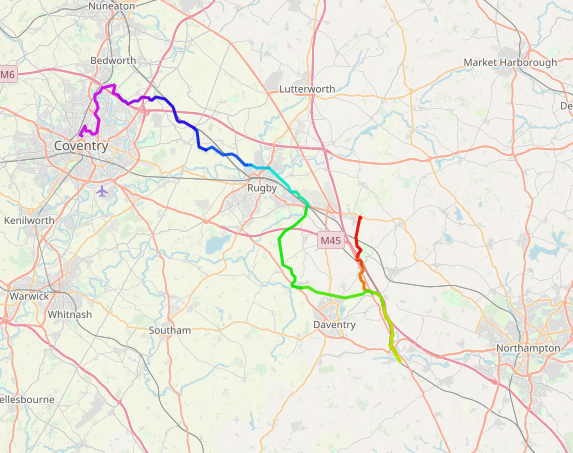 Nuneaton
Bedworth
M6
Market Harborough
Lutterworth
Coventry
Rugby
Kenilworth
M45
Warwick
Whitnash
Southam
Daventry
Northampton
ellesbourne
De